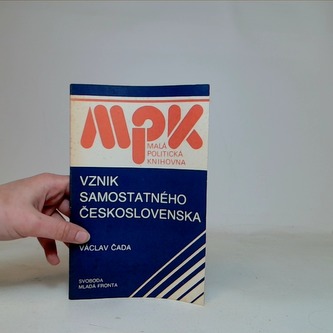 MPK
MALÁ
POLITICKÁ
KNIHOVNA
VZNIK
SAMOSTATNÉHO
ČESKOSLOVENSKA
VÁCLAV ČADA
SVOBODA
MLADÁ FRONTA